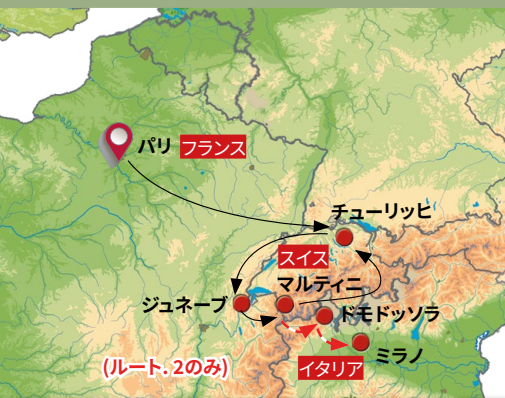 パリ フランス
チューリッヒ
スイス
マルティニ
ジュネーブ
ドモドッソラ
ミラノ
(ルート. 2のみ)
イタリア